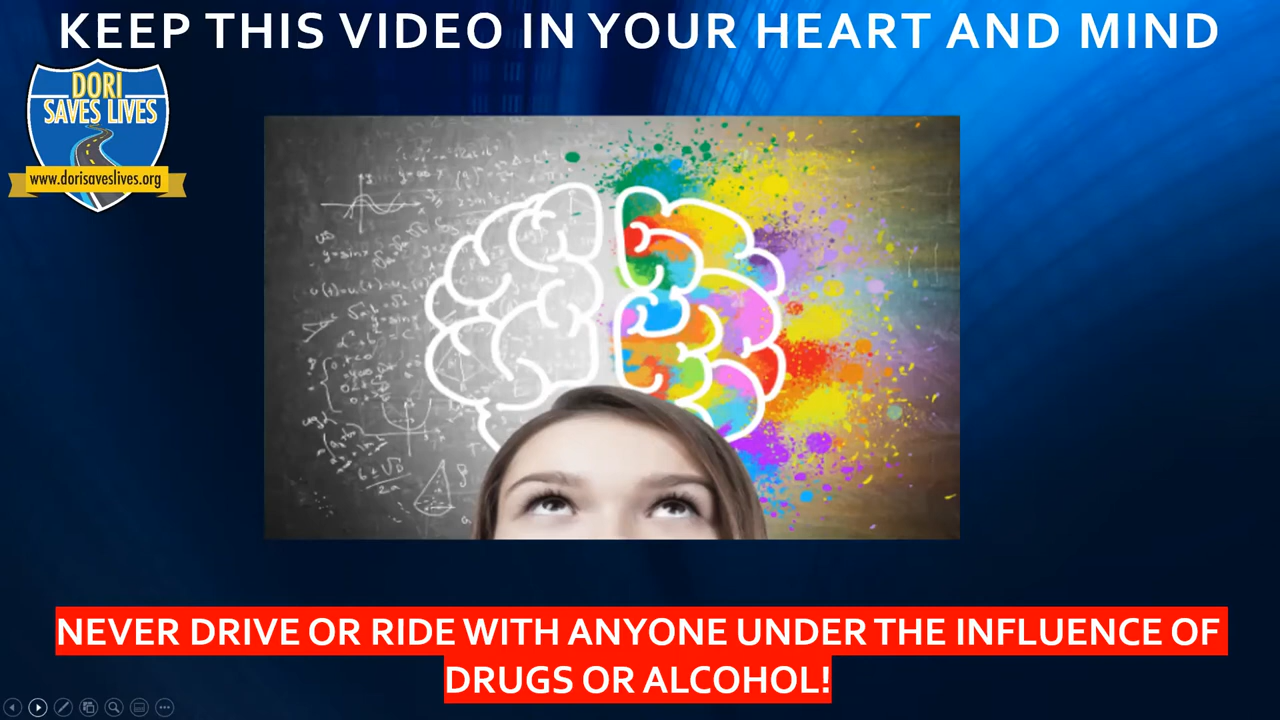 KEEP THIS VIDEO IN YOUR HEART AND MIND
DORI
SAVES LIVES
www.dorisaveslives.org
NEVER DRIVE OR RIDE WITH ANYONE UNDER THE INFLUENCE OF
DRUGS OR ALCOHOL!